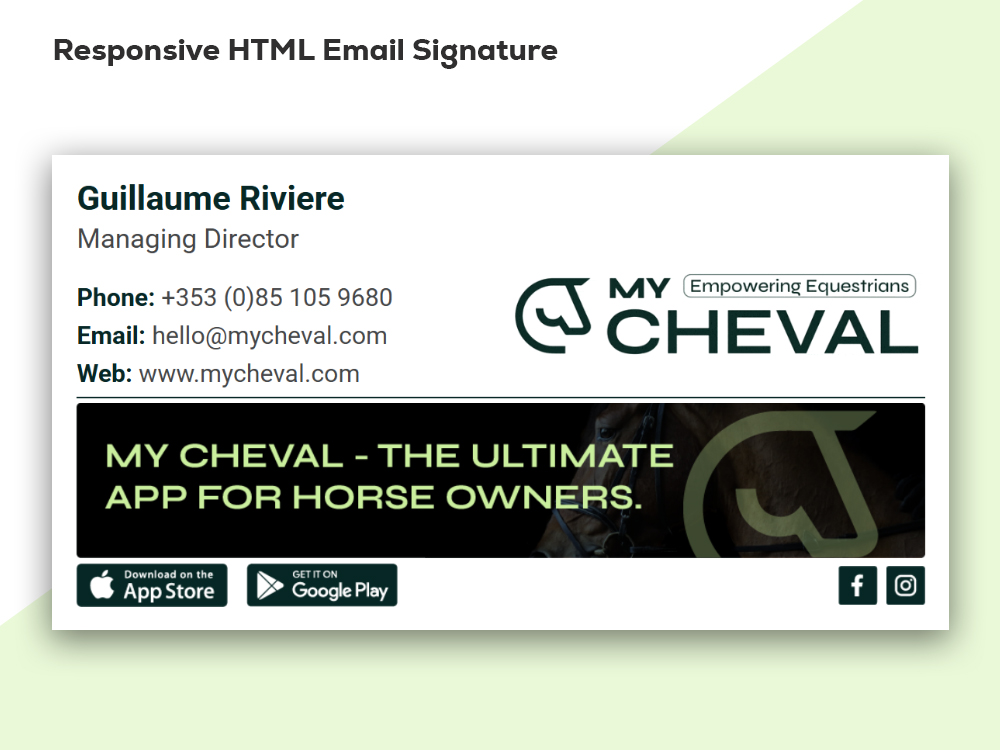 Responsive HTML Email Signature
Guillaume Riviere
Managing Director
Phone: +353 (0)85 105 9680
Email: hello@mycheval.com
Web: www.mycheval.com
MY Empowering Equestrians
CHEVAL
MY CHEVAL - THE ULTIMATE
APP FOR HORSE OWNERS.
Download on the
App Store
GET IT ON
Google Play